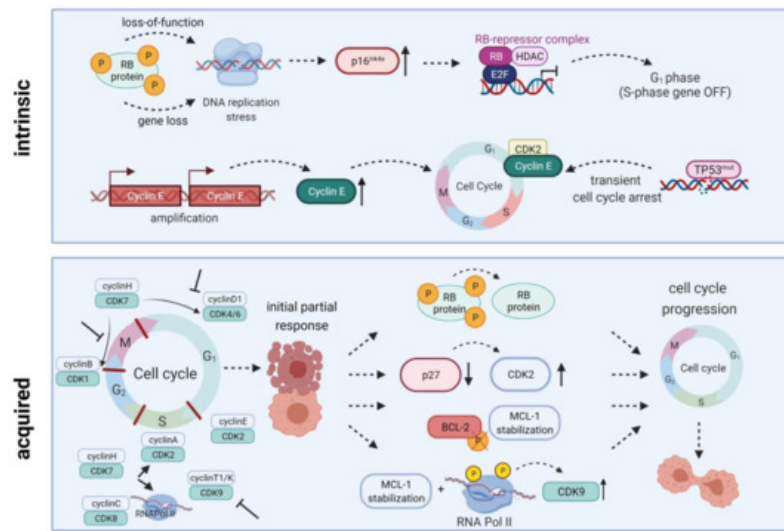 intrinsic
loss-of-function
P
P
P
RB
protein
gene loss
DNA replication
stress
p16ink4a
RB-repressor complex
RB
HDAC
E2F
G1 phase
(S-phase gene OFF)
Cyclin E
Cyclin E
amplification
Cyclin E
G1
S
G2
M
Cell Cycle
CDK2
Cyclin E
transient
cell cycle arrest
TP53mut
acquired
cyclinH
CDK7
cyclinD1
CDK4/6
cyclinB
CDK1
M
G1
G2
S
Cell cycle
cyclinE
CDK2
cyclinA
CDK2
cyclinH
CDK7
cyclinC
CDK8
RNAPol II
cyclinT1/K
CDK9
initial partial
response
P
P
P
RB
protein
RB
protein
p27
CDK2
BCL-2
P
MCL-1
stabilization
MCL-1
stabilization
+
P
P
RNA Pol II
CDK9
cell cycle
progression
M
G1
G2
S
Cell cycle